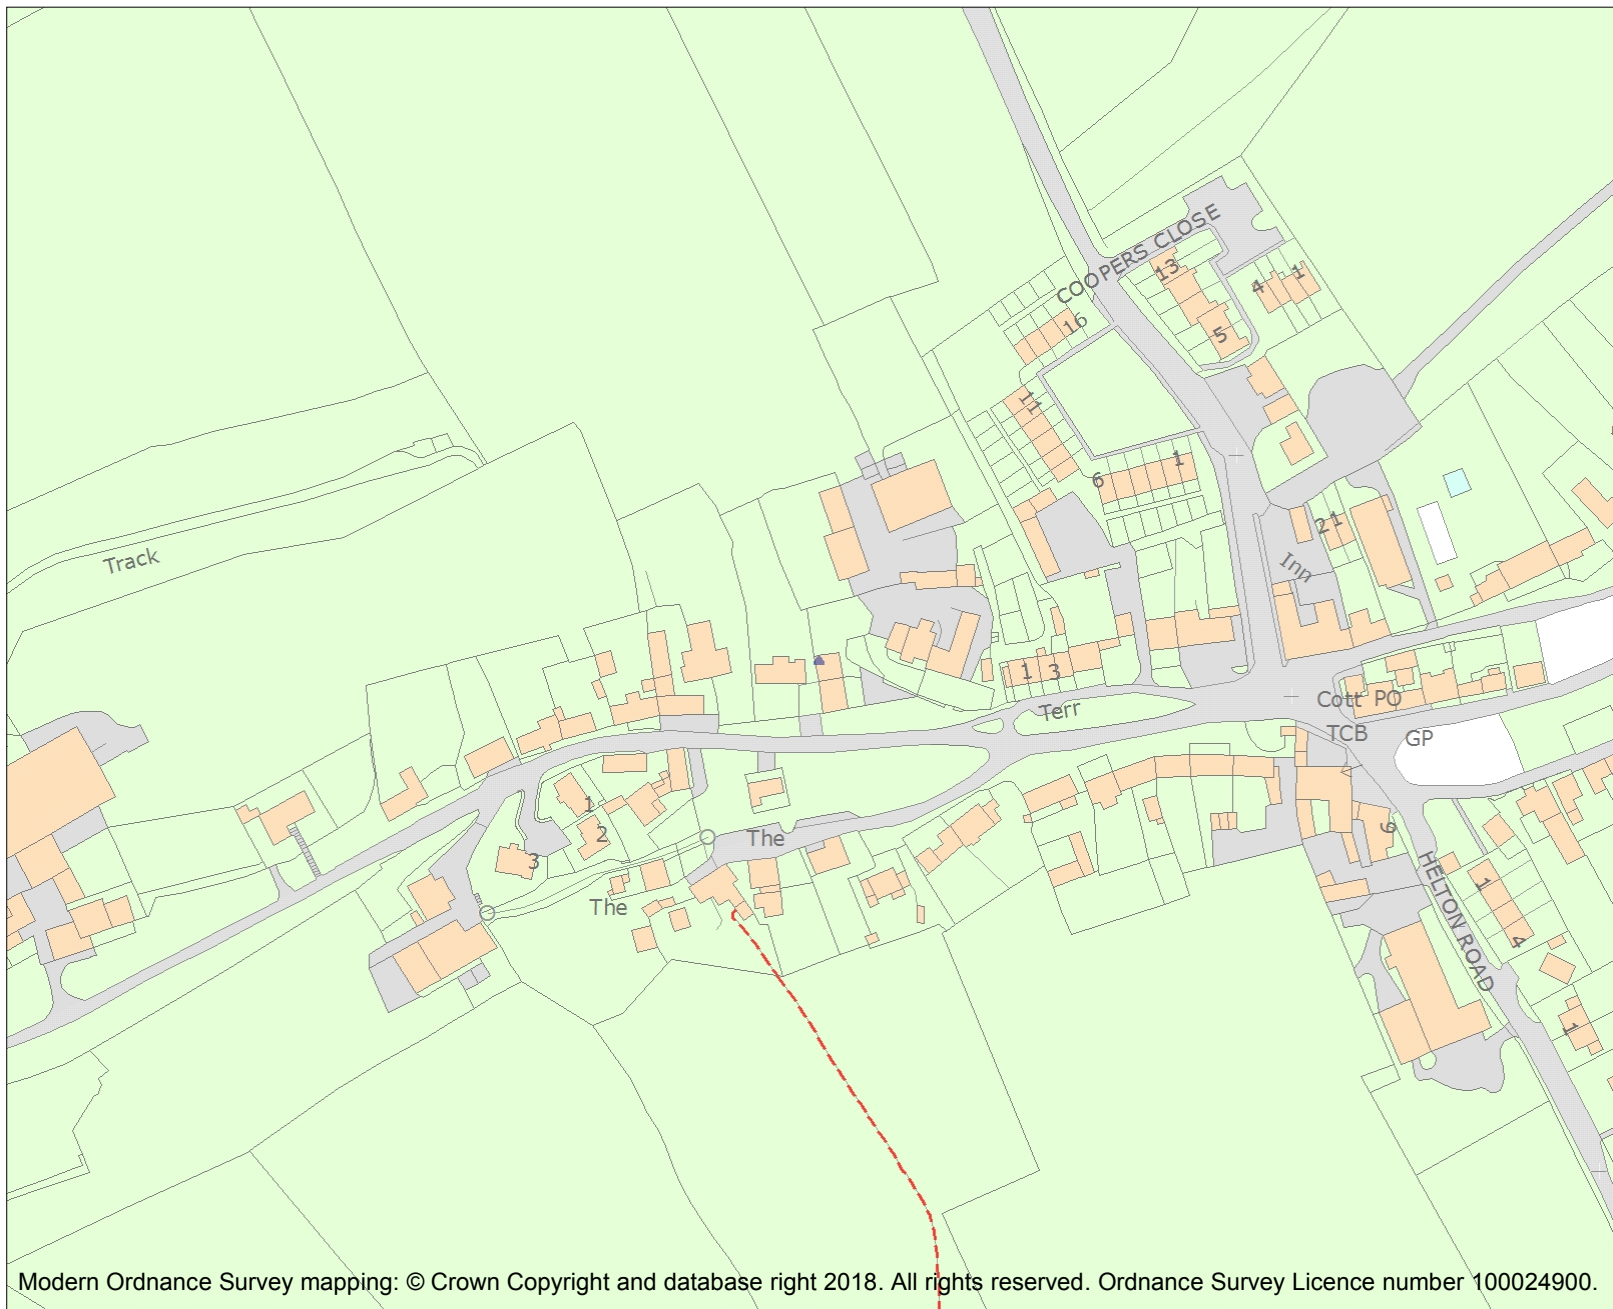 COOPERS CLOSE
13
4
1
16
5
11
1
6
Track
2
1
Inn
1
3
Cott
PO
Terr
TCB
GP
1
2
The
9
3
HELTON ROAD
1
The
4
1
Modern Ordnance Survey mapping: © Crown Copyright and database right 2018. All rights reserved. Ordnance Survey Licence number 100024900.